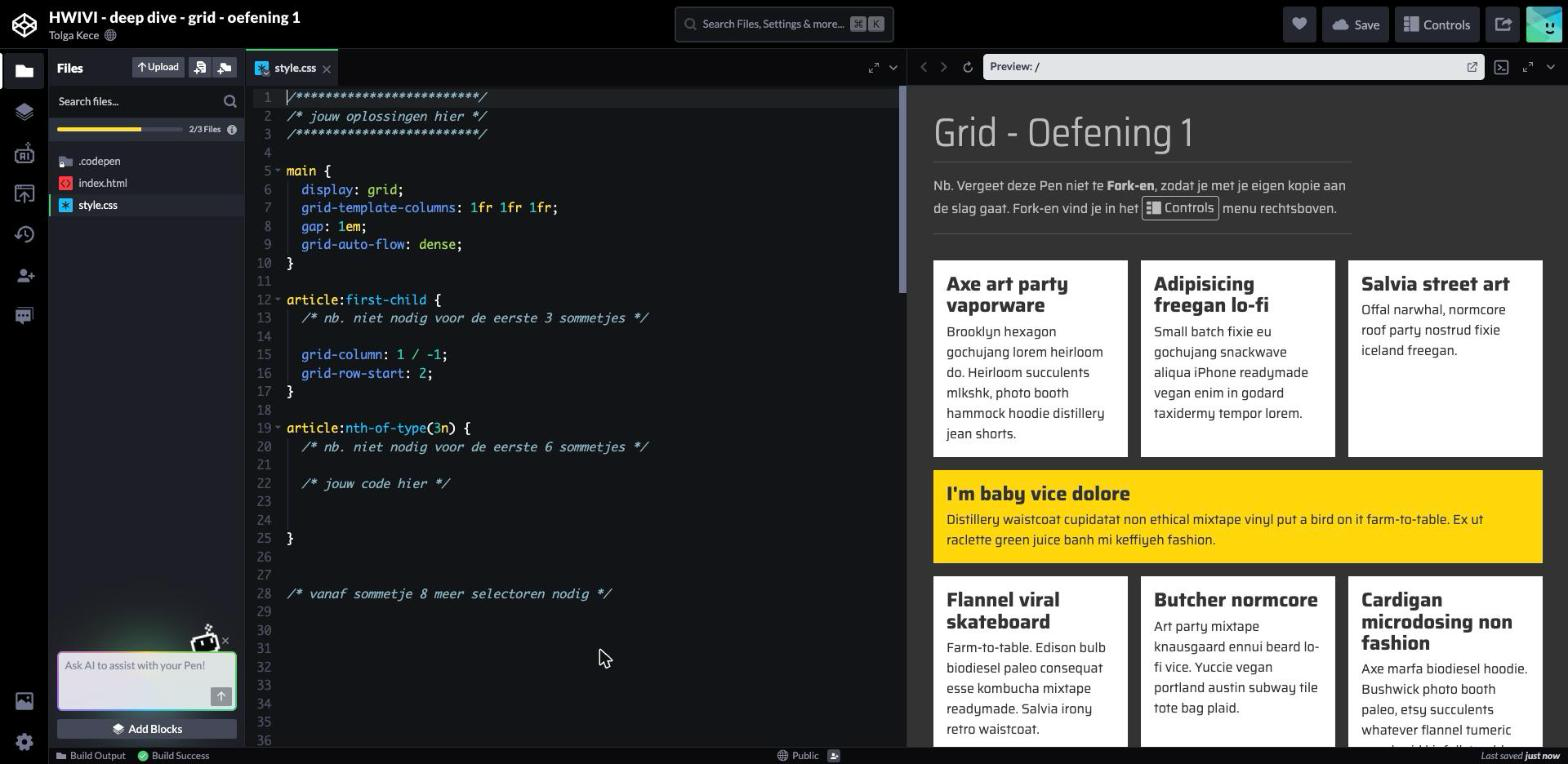 HWIVI - deep dive - grid - oefening 1
Tolga Kece
Search Files, Settings & more... ⌘ K
Save
Controls
Files
Upload
Search files...
2/3 Files
.codepen
index.html
style.css
Ask AI to assist with your Pen!
Add Blocks
style.css
1 /*************************/
2 /* jouw oplossingen hier */
3 /*************************/
4
5 main {
6 display: grid;
7 grid-template-columns: 1fr 1fr 1fr;
8 gap: 1em;
9 grid-auto-flow: dense;
10 }
11
12 article:first-child {
13 /* nb. niet nodig voor de eerste 3 sommetjes */
14
15 grid-column: 1 / -1;
16 grid-row-start: 2;
17 }
18
19 article:nth-of-type(3n) {
20 /* nb. niet nodig voor de eerste 6 sommetjes */
21
22 /* jouw code hier */
23
24
25 }
26
27
28 /* vanaf sommetje 8 meer selectoren nodig */
29
30
31
32
33
34
35
36
Preview: /
Grid - Oefening 1
Nb. Vergeet deze Pen niet te Fork-en, zodat je met je eigen kopie aan
de slag gaat. Fork-en vind je in het Controls menu rechtsboven.
Axe art party
vaporware
Brooklyn hexagon
gochujang lorem heirloom
do. Heirloom succulents
mlkshk, photo booth
hammock hoodie distillery
jean shorts.
Adipisicing
freegan lo-fi
Small batch fixie eu
gochujang snackwave
aliqua iPhone readymade
vegan enim in godard
taxidermy tempor lorem.
Salvia street art
Offal narwhal, normcore
roof party nostrud fixie
iceland freegan.
I'm baby vice dolore
Distillery waistcoat cupidatat non ethical mixtape vinyl put a bird on it farm-to-table. Ex ut
raclette green juice banh mi keffiyeh fashion.
Flannel viral
skateboard
Farm-to-table. Edison bulb
biodiesel paleo consequat
esse kombucha mixtape
readymade. Salvia irony
retro waistcoat.
Butcher normcore
Art party mixtape
knausgaard ennui beard lo-
fi vice. Yuccie vegan
portland austin subway tile
tote bag plaid.
Cardigan
microdosing non
fashion
Axe marfa biodiesel hoodie.
Bushwick photo booth
paleo, etsy succulents
whatever flannel tumeric
Build Output
Build Success
Public
Last saved just now